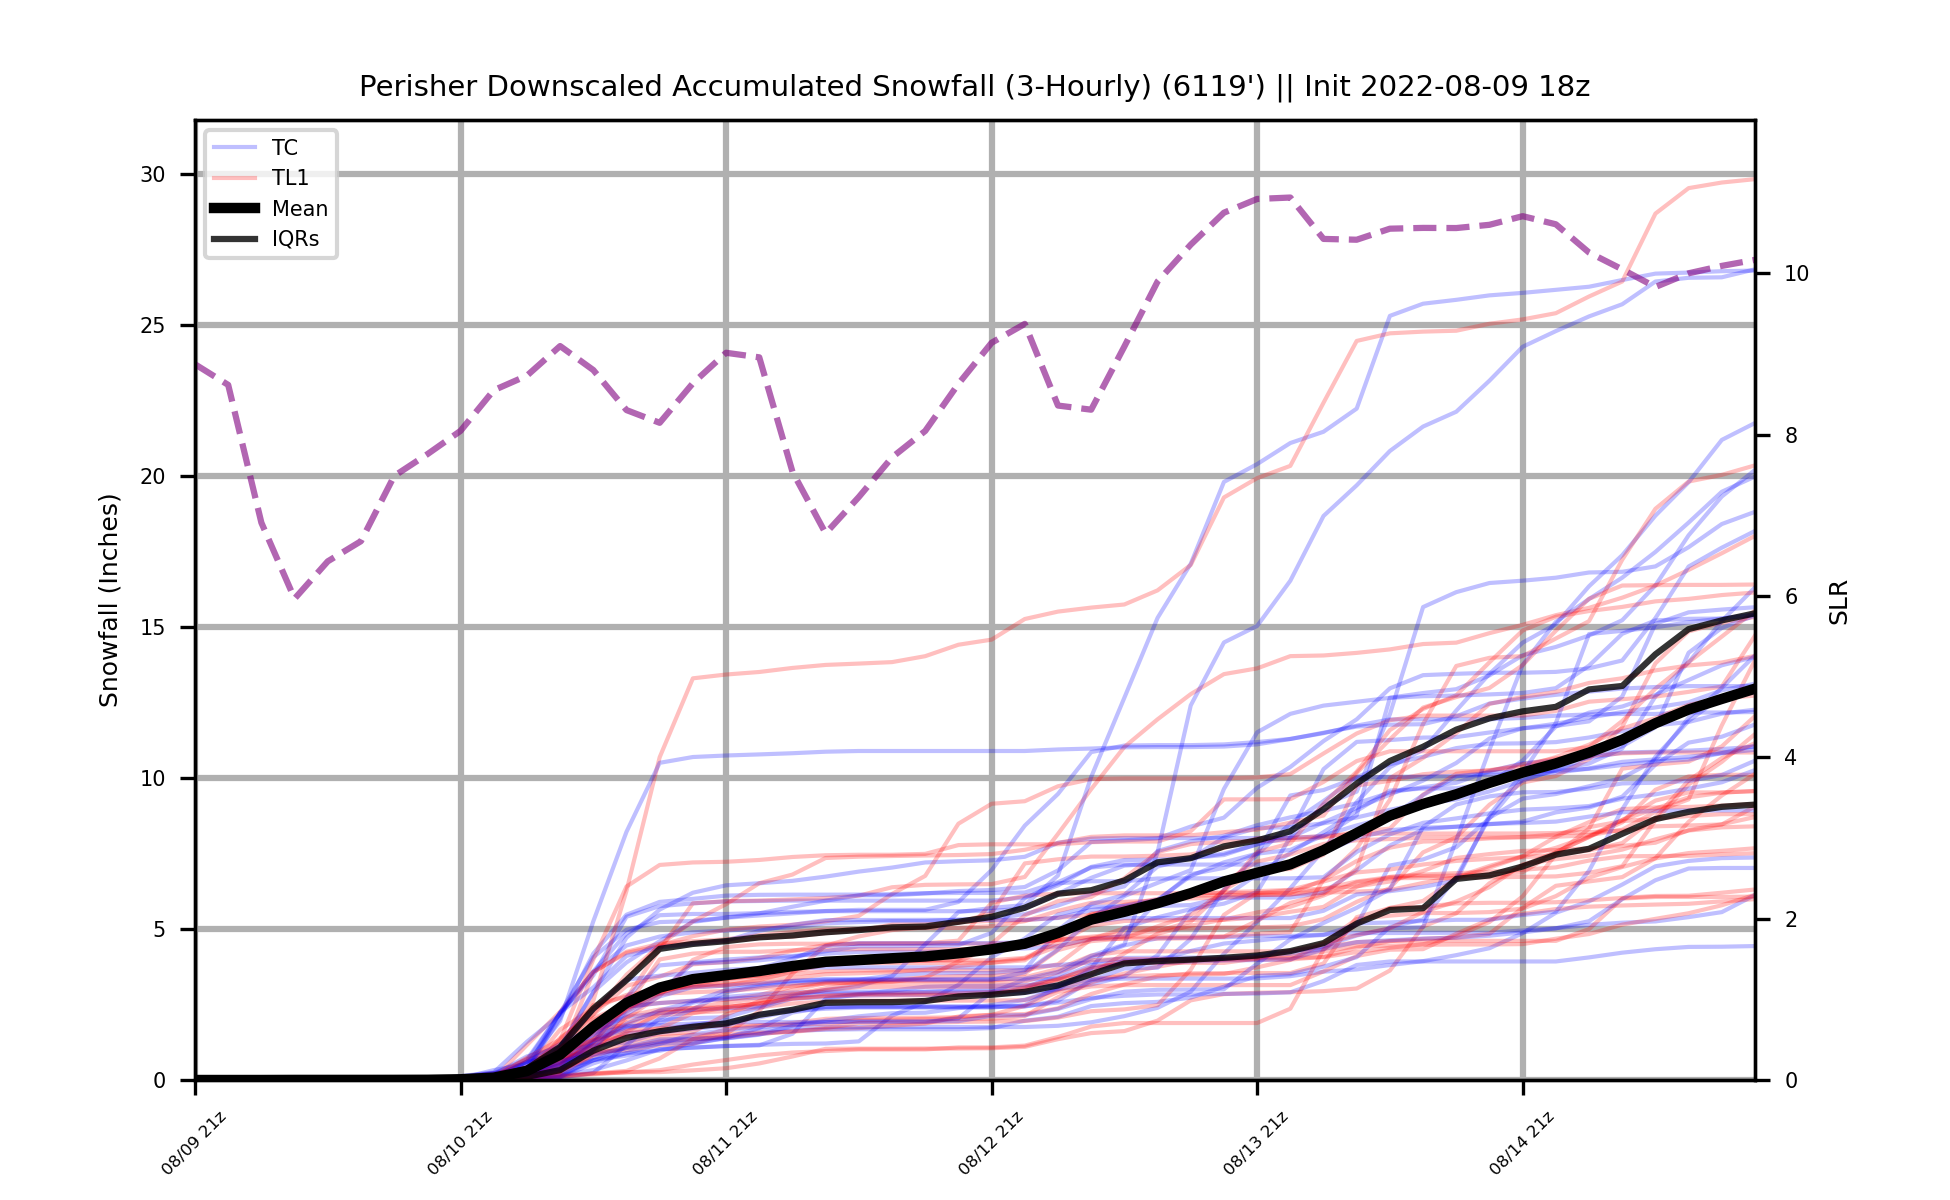 Perisher Downscaled Accumulated Snowfall (3-Hourly) (6119') || Init 2022-08-09 18z
TC
TL1
Mean
IQRs
Snowfall (Inches)
30
25
20
15
10
5
0
10
8
6
4
2
0
SLR
08/09 21z
08/10 21z
08/11 21z
08/12 21z
08/13 21z
08/14 21z